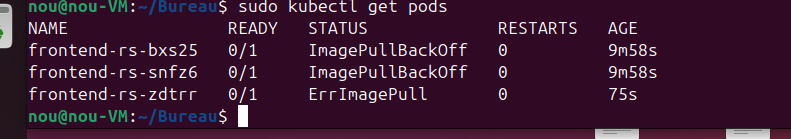 nou@nou-VM:~/Bureau$ sudo kubectl get pods
NAME READY STATUS RESTARTS AGE
frontend-rs-bxs25 0/1 ImagePullBackOff 0 9m58s
frontend-rs-snfz6 0/1 ImagePullBackOff 0 9m58s
frontend-rs-zdtrr 0/1 ErrImagePull 0 75s
nou@nou-VM:~/Bureau$